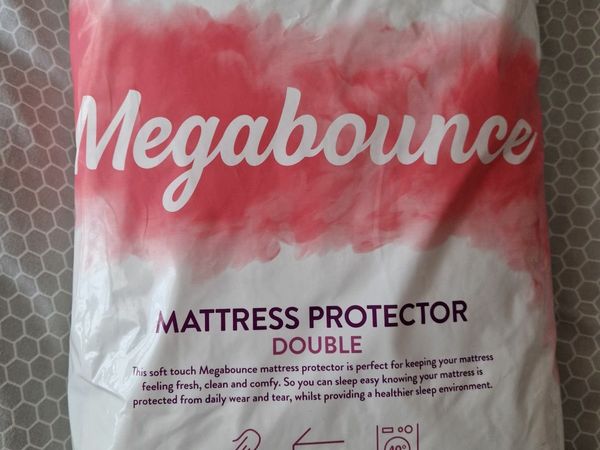 Megabounce
MATTRESS PROTECTOR
DOUBLE
This soft touch Megabounce mattress protector is perfect for keeping your mattress
feeling fresh, clean and comfy. So you can sleep easy knowing your mattress is
protected from daily wear and tear, whilst providing a healthier sleep environment.
40°